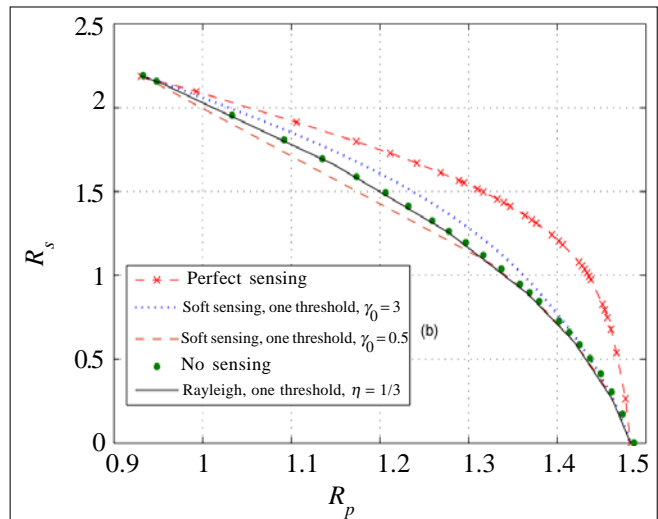 2.5
2
1.5
1
0.5
0
R_s
Perfect sensing
Soft sensing, one threshold, γ₀ = 3
Soft sensing, one threshold, γ₀ = 0.5
No sensing
Rayleigh, one threshold, η = 1/3
(b)
0.9 1 1.1 1.2 1.3 1.4 1.5
R_p